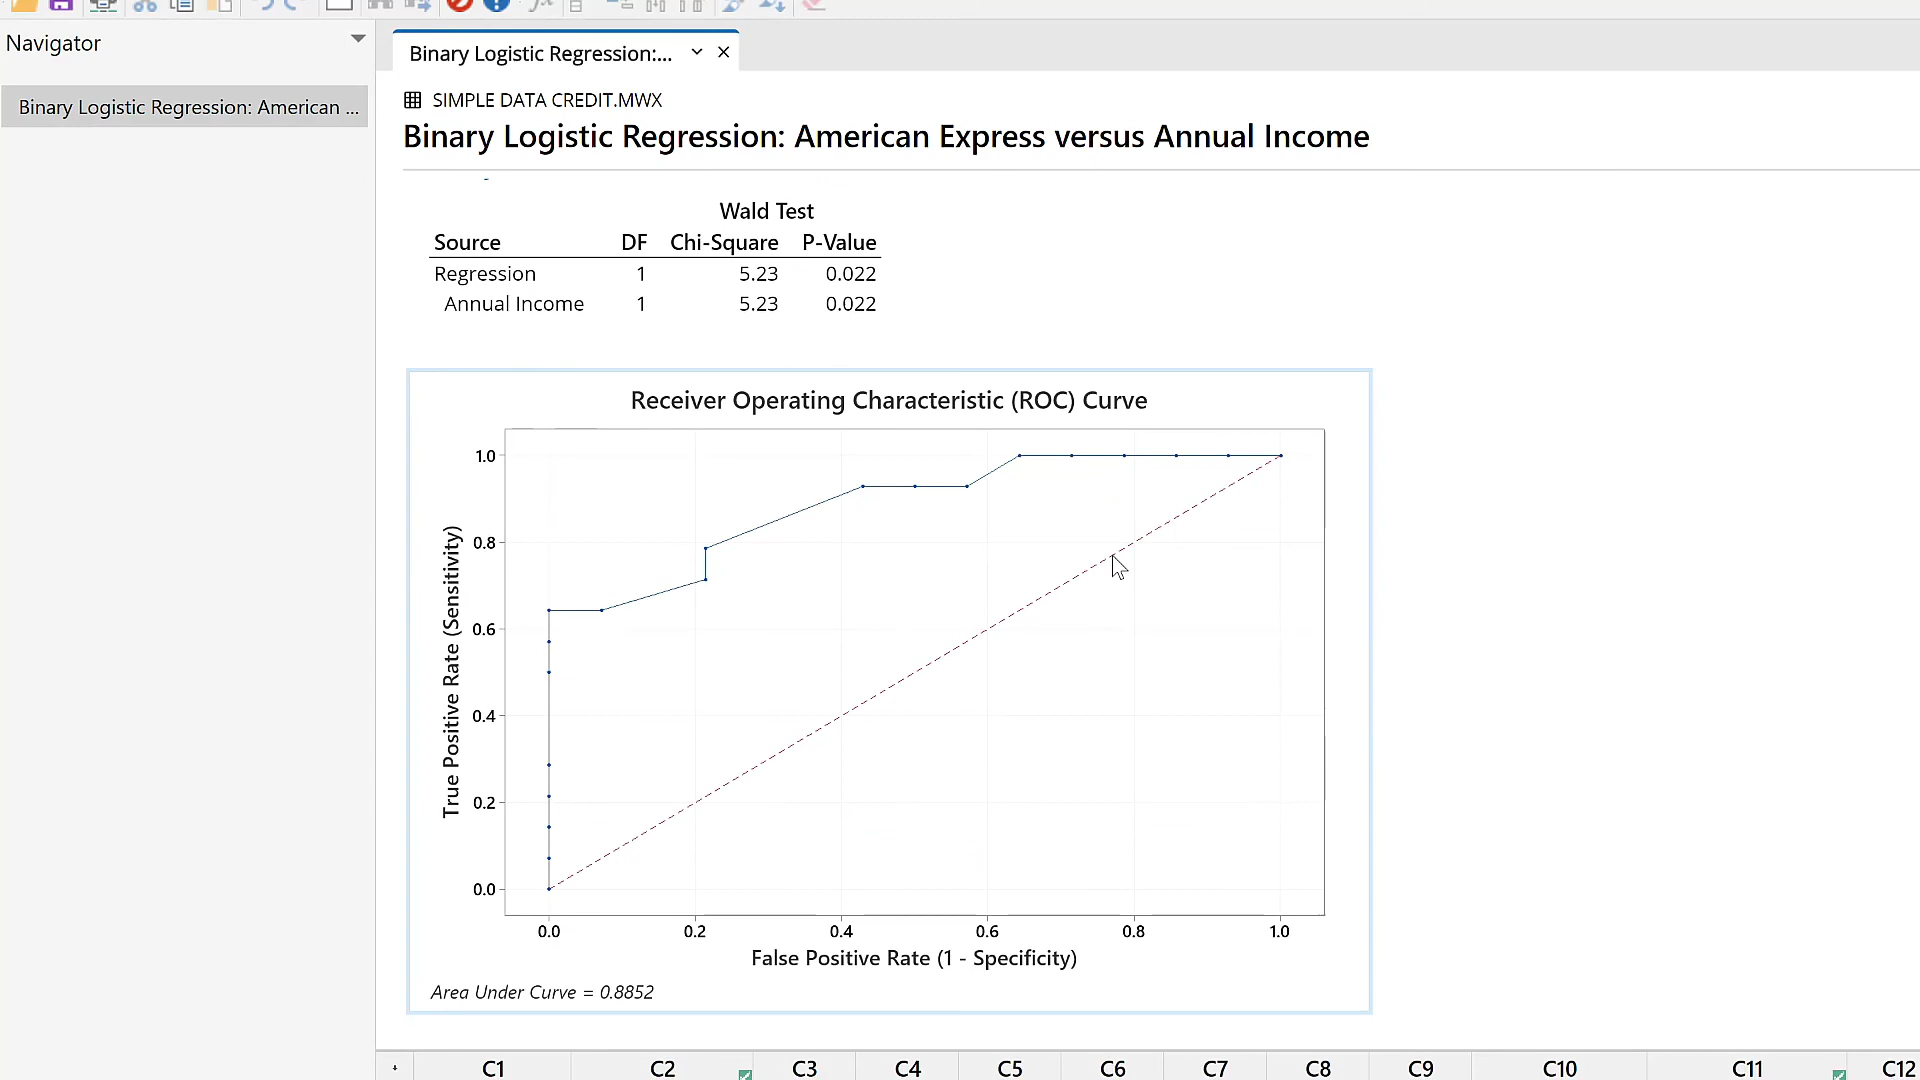 Navigator
Binary Logistic Regression: American ...
Binary Logistic Regression:...
SIMPLE DATA CREDIT.MWX
Binary Logistic Regression: American Express versus Annual Income
Wald Test
Source DF Chi-Square P-Value
Regression 1 5.23 0.022
Annual Income 1 5.23 0.022
Receiver Operating Characteristic (ROC) Curve
True Positive Rate (Sensitivity)
1.0
0.8
0.6
0.4
0.2
0.0
0.0 0.2 0.4 0.6 0.8 1.0
False Positive Rate (1 - Specificity)
Area Under Curve = 0.8852
C1 C2 C3 C4 C5 C6 C7 C8 C9 C10 C11 C12